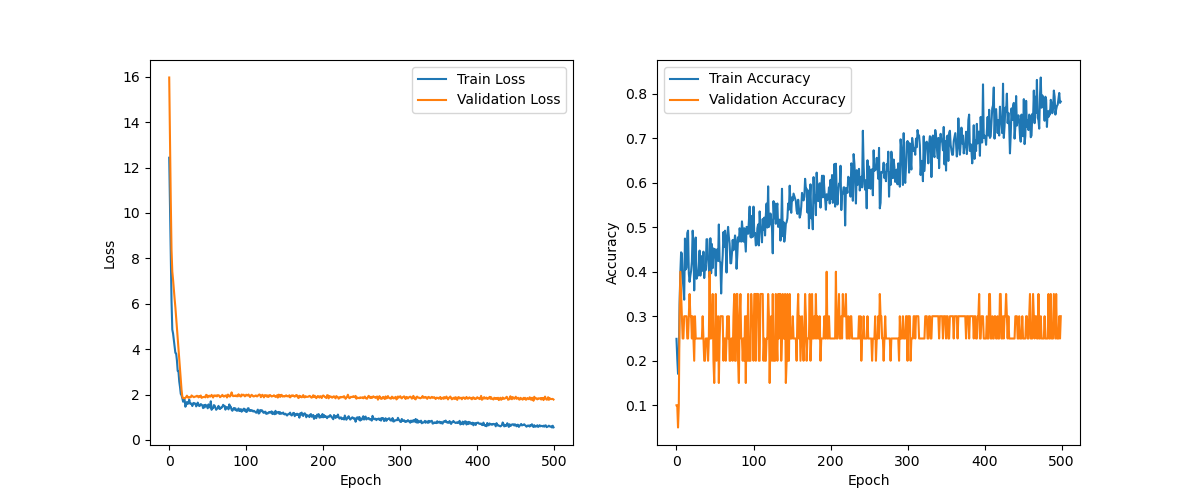 Train Loss
Validation Loss
16
14
12
10
8
6
4
2
0
Loss
0 100 200 300 400 500
Epoch
Train Accuracy
Validation Accuracy
0.8
0.7
0.6
0.5
0.4
0.3
0.2
0.1
Accuracy
0 100 200 300 400 500
Epoch